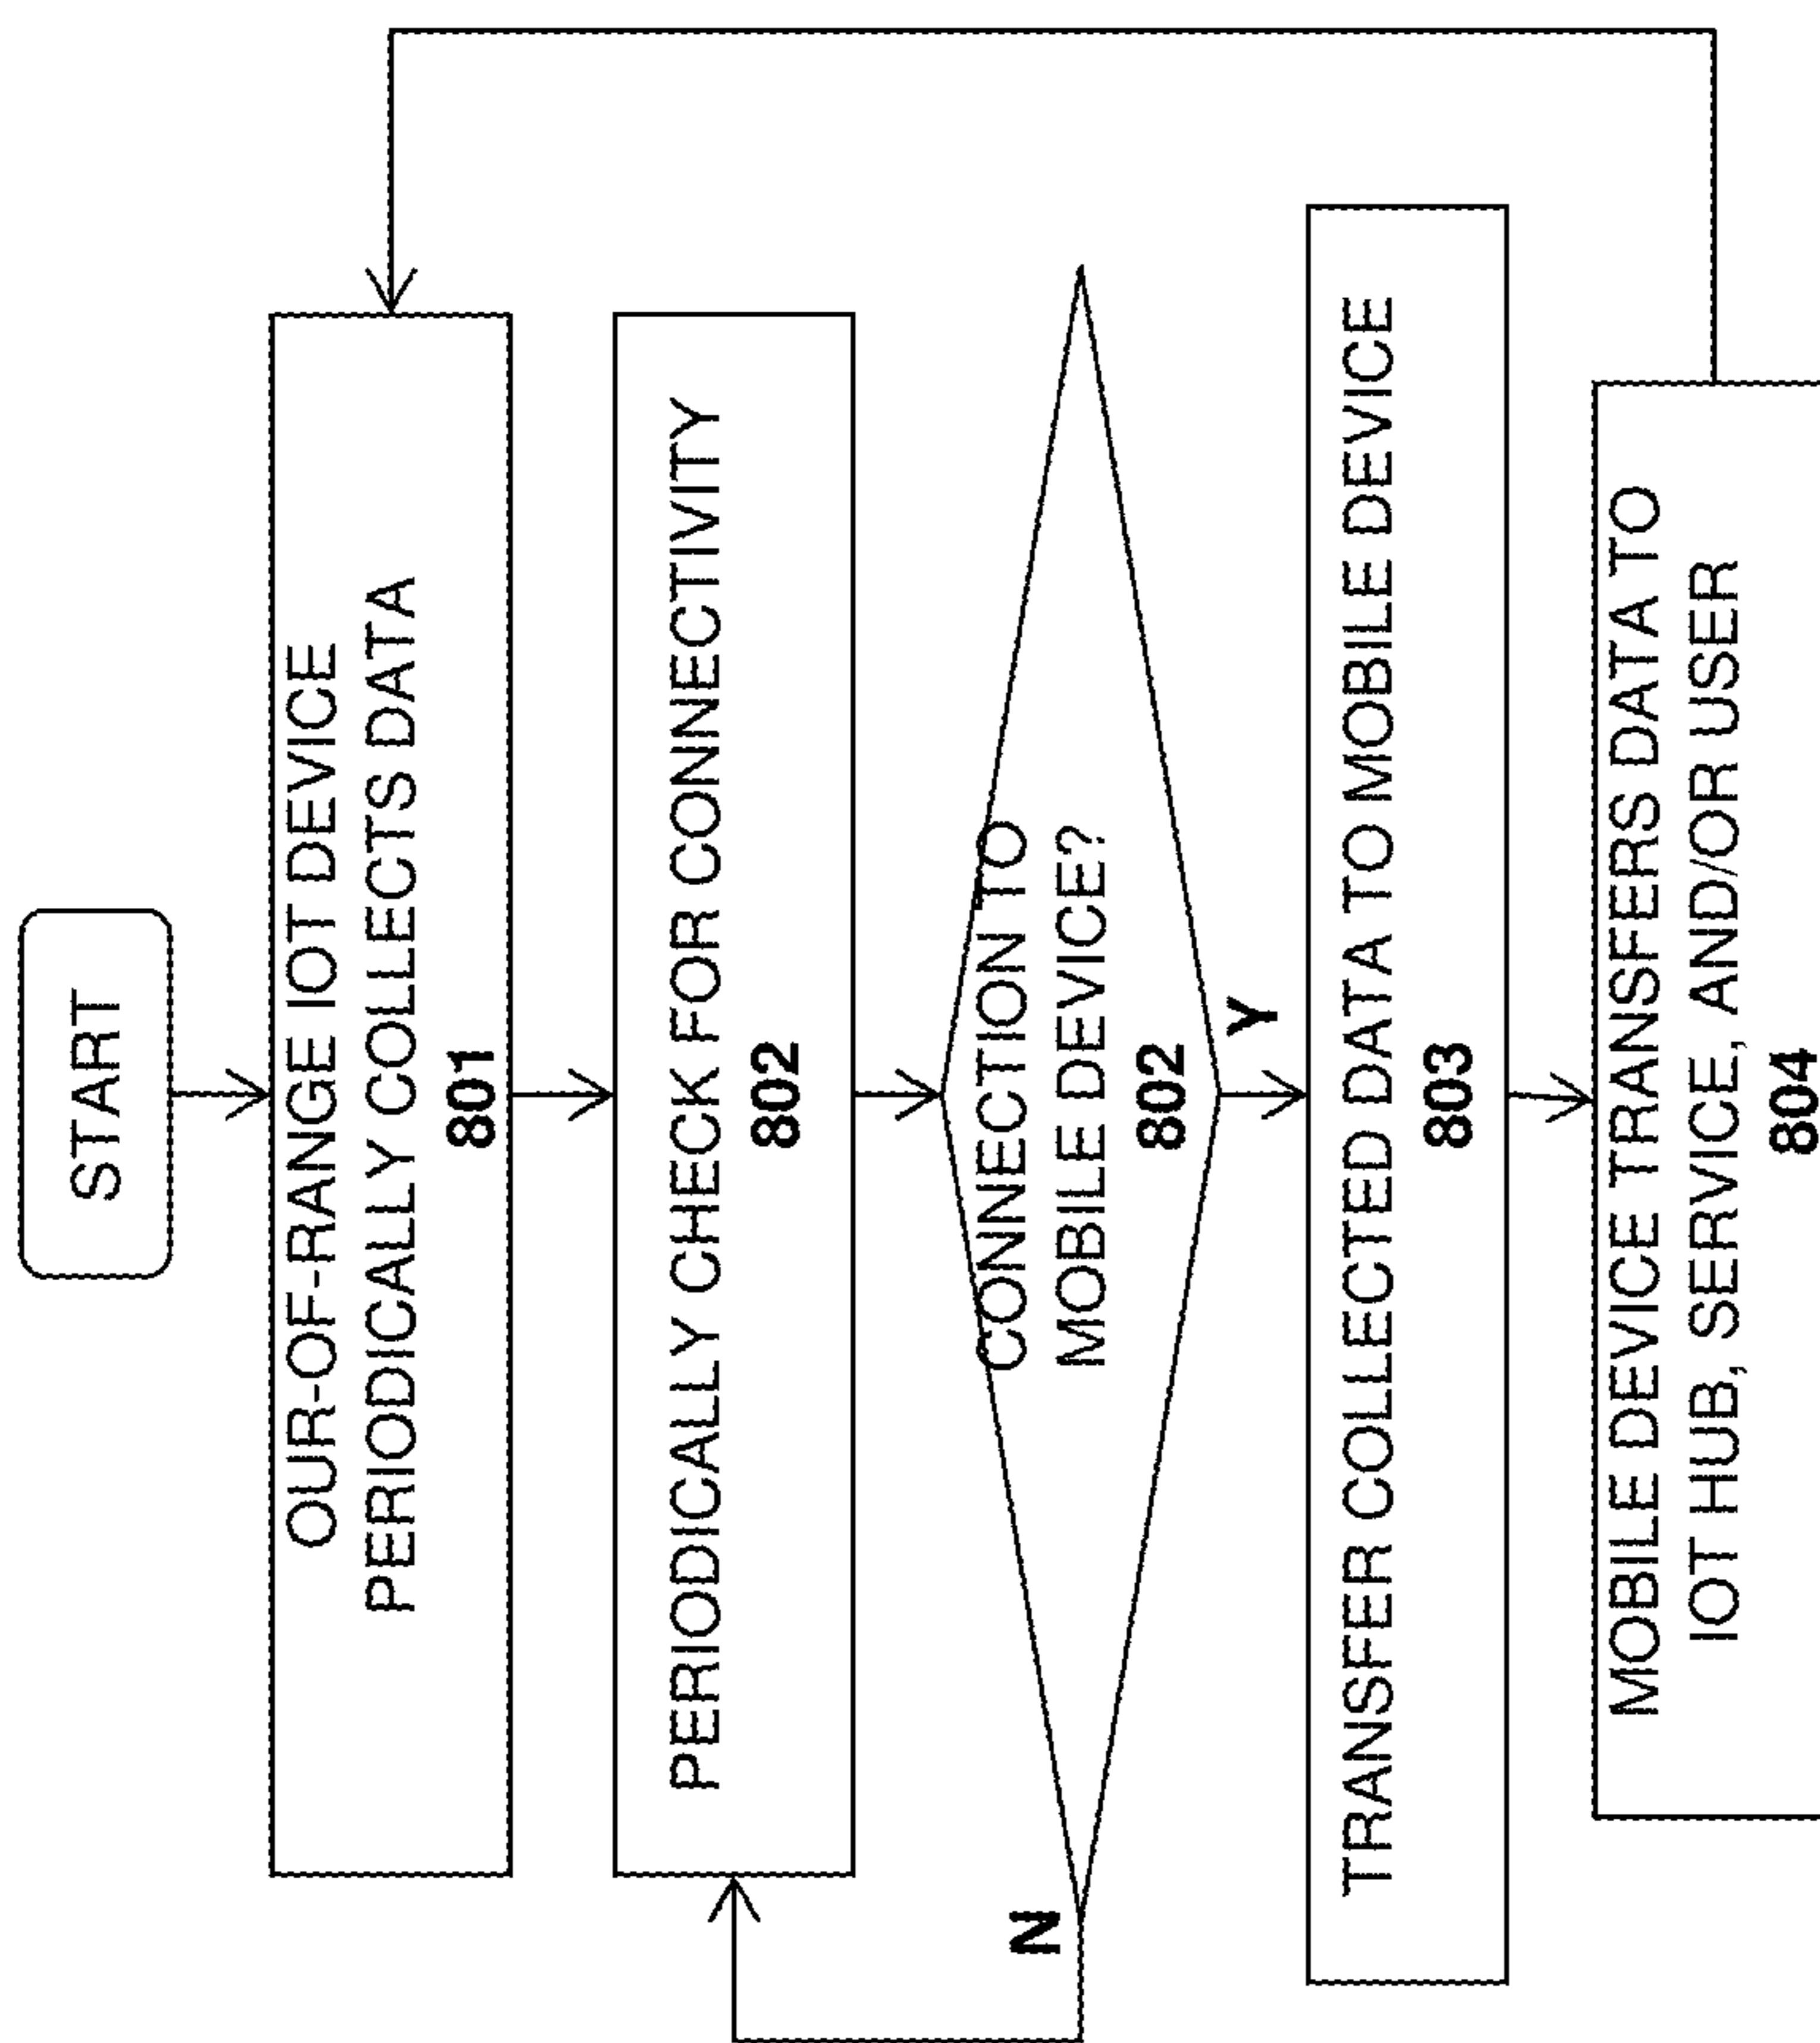 START
OUR-OF-RANGE IOT DEVICE
PERIODICALLY COLLECTS DATA
801
PERIODICALLY CHECK FOR CONNECTIVITY
802
CONNECTION TO
MOBILE DEVICE?
802
N
Y
TRANSFER COLLECTED DATA TO MOBILE DEVICE
803
MOBILE DEVICE TRANSFERS DATA TO
IOT HUB, SERVICE, AND/OR USER
804